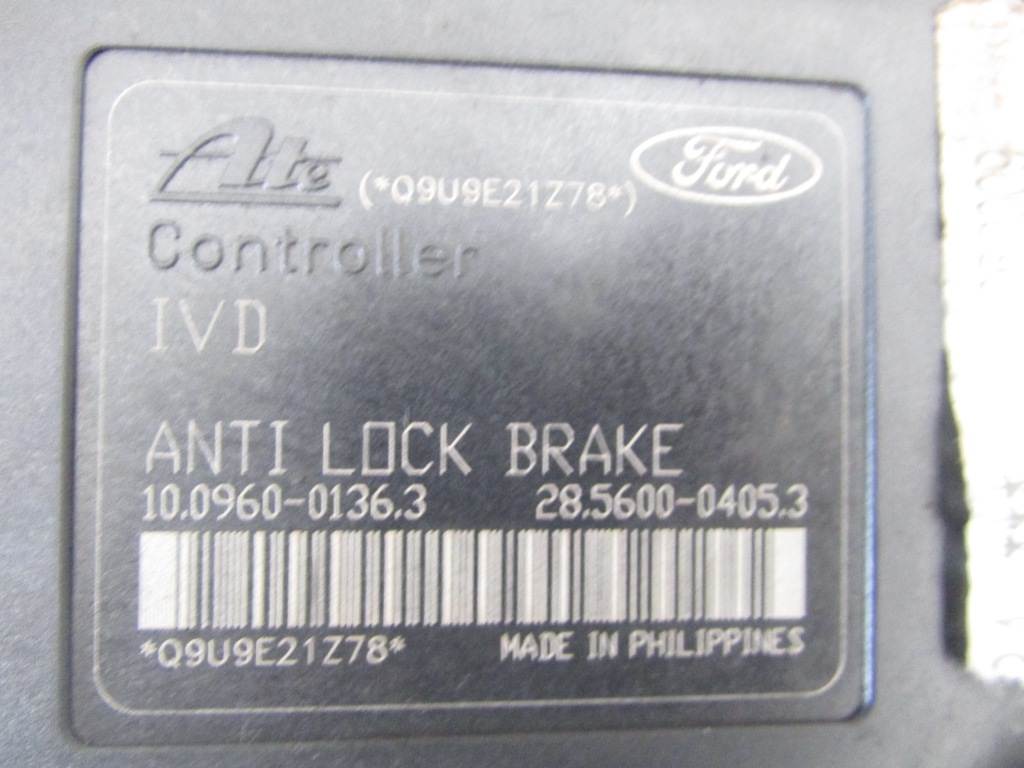 Ate (*Q9U9E21Z78*) Ford
Controller
IVD
ANTI LOCK BRAKE
10.0960-0136.3 28.5600-0405.3
*Q9U9E21Z78* MADE IN PHILIPPINES